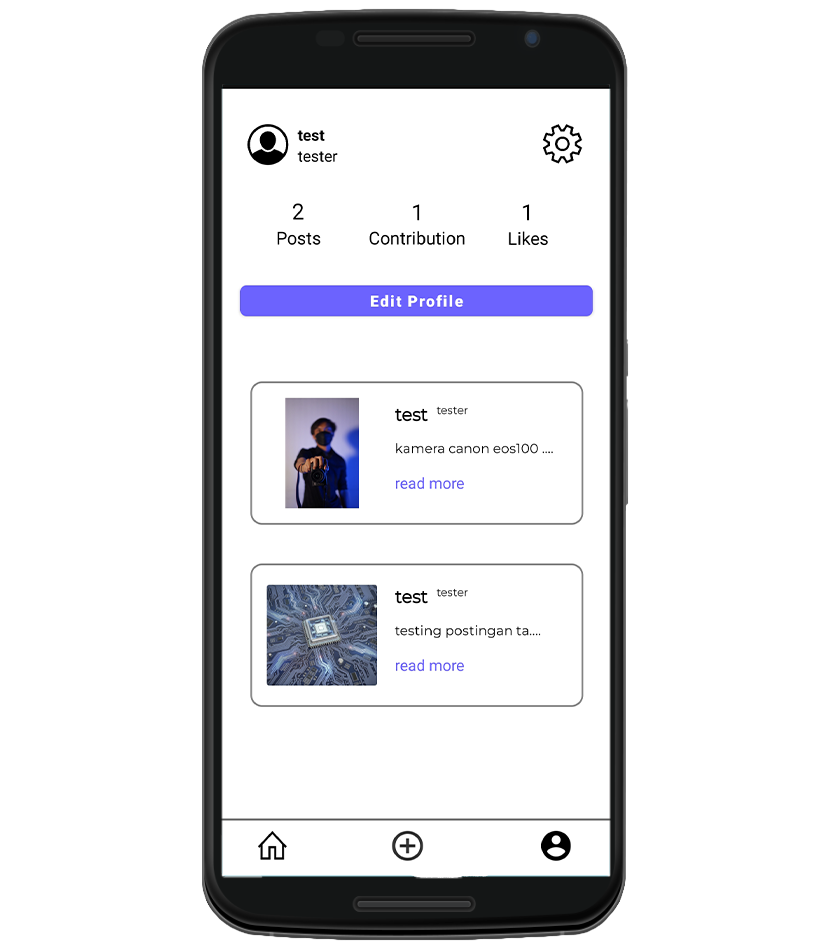 test
tester
2 1 1
Posts Contribution Likes
Edit Profile
test tester
kamera canon eos100 ....
read more
test tester
testing postingan ta....
read more